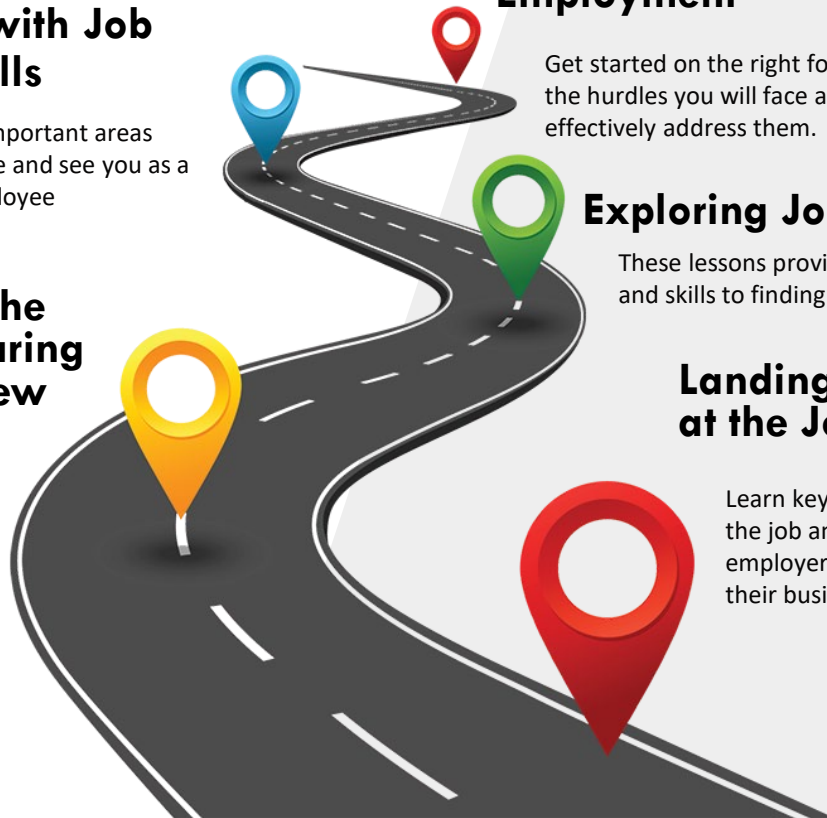 with Job
lls
mportant areas
e and see you as a
loyee
he
uring
ew
Employment
Get started on the right fo
the hurdles you will face a
effectively address them.
Exploring Jo
These lessons provi
and skills to finding
Landing
at the Jo
Learn key
the job an
employer
their busi